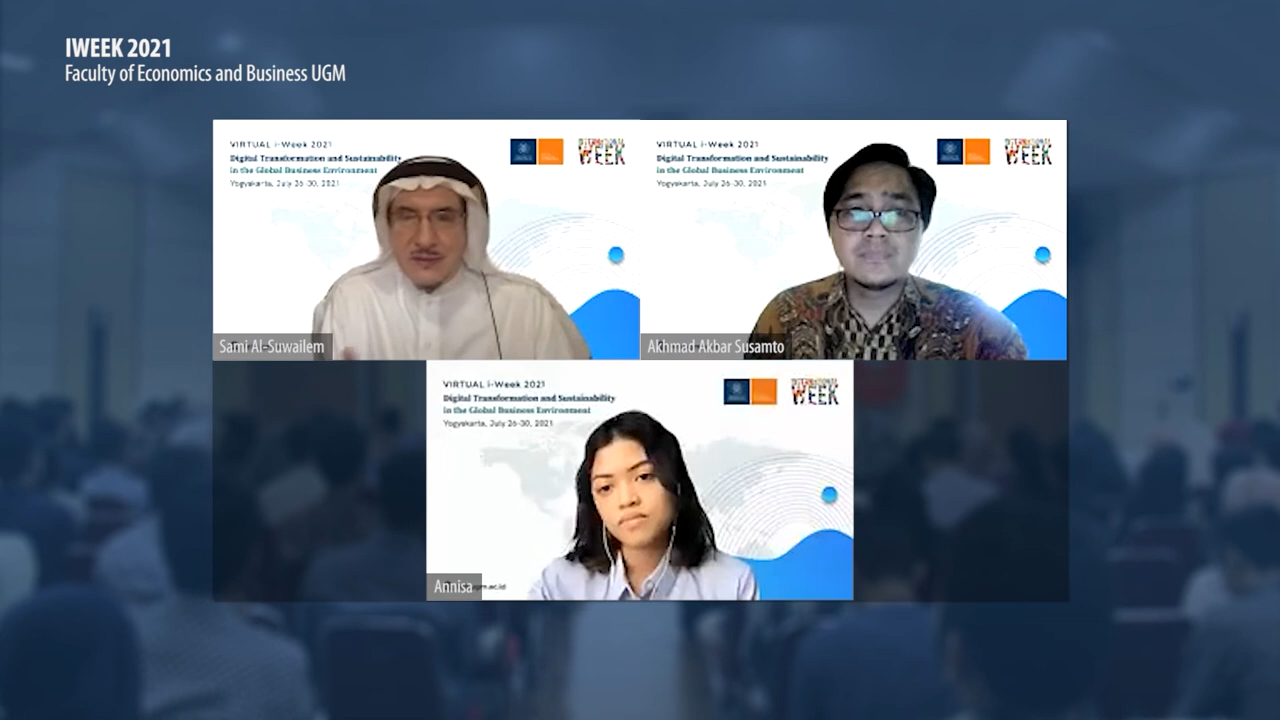 IWEEK 2021
Faculty of Economics and Business UGM
VIRTUAL i-Week 2021
Digital Transformation and Sustainability
in the Global Business Environment
Yogyakarta, July 26-30, 2021
INTERNATIONAL
WEEK
Sami Al-Suwailem
VIRTUAL i-Week 2021
Digital Transformation and Sustainability
in the Global Business Environment
Yogyakarta, July 26-30, 2021
INTERNATIONAL
WEEK
Akhmad Akbar Susamto
VIRTUAL i-Week 2021
Digital Transformation and Sustainability
in the Global Business Environment
Yogyakarta, July 26-30, 2021
INTERNATIONAL
WEEK
Annisa